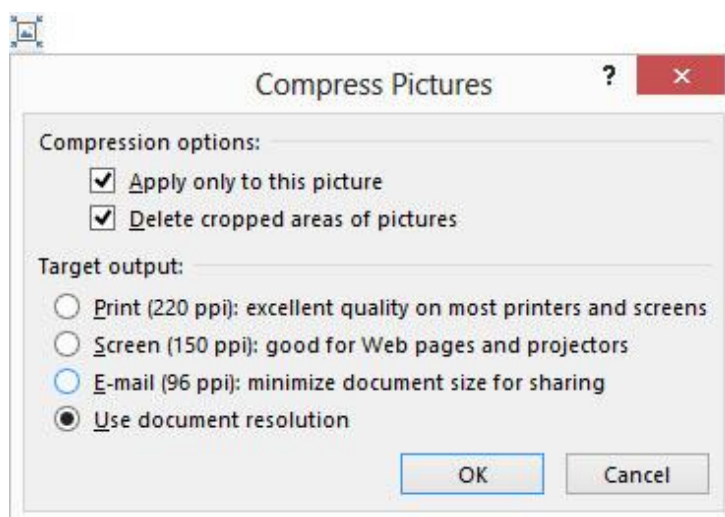 Compress Pictures ? ×
Compression options:
Apply only to this picture
Delete cropped areas of pictures
Target output:
Print (220 ppi): excellent quality on most printers and screens
Screen (150 ppi): good for Web pages and projectors
E-mail (96 ppi): minimize document size for sharing
Use document resolution
OK Cancel